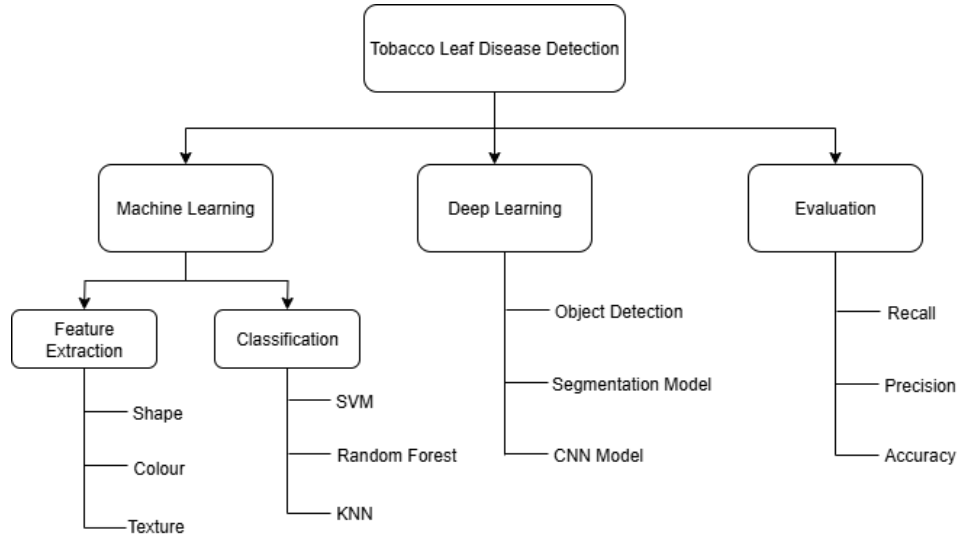 Tobacco Leaf Disease Detection
Machine Learning
Deep Learning
Evaluation
Feature
Extraction
Classification
Shape
Colour
Texture
SVM
Random Forest
KNN
Object Detection
Segmentation Model
CNN Model
Recall
Precision
Accuracy